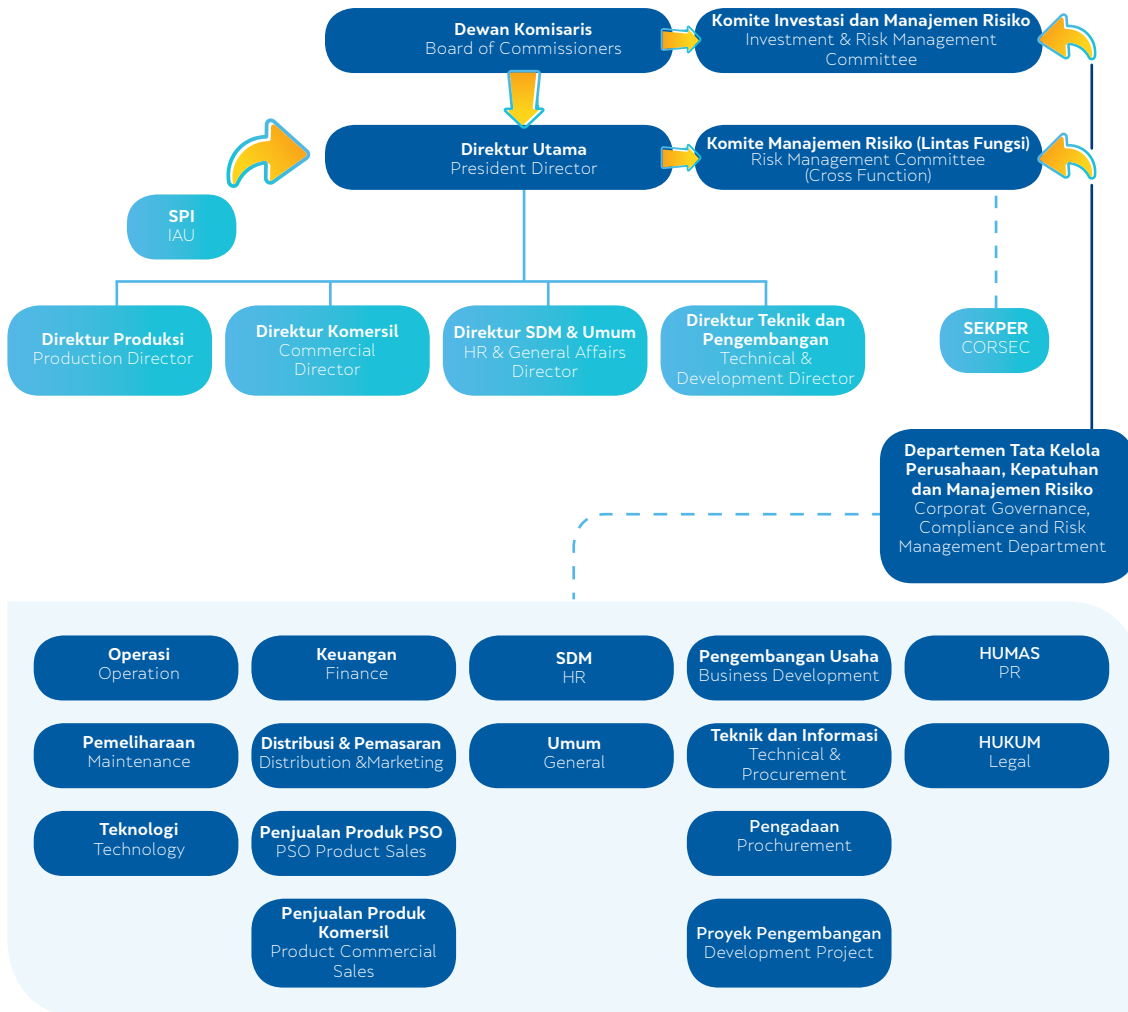 Dewan Komisaris
Board of Commissioners
Komite Investasi dan Manajemen Risiko
Investment & Risk Management
Committee
Direktur Utama
President Director
Komite Manajemen Risiko (Lintas Fungsi)
Risk Management Committee
(Cross Function)
SPI
IAU
Direktur Produksi
Production Director
Direktur Komersil
Commercial
Director
Direktur SDM & Umum
HR & General Affairs
Director
Direktur Teknik dan
Pengembangan
Technical &
Development Director
SEKPER
CORSEC
Departemen Tata Kelola
Perusahaan, Kepatuhan
dan Manajemen Risiko
Corporat Governance,
Compliance and Risk
Management Department
Operasi
Operation
Keuangan
Finance
SDM
HR
Pengembangan Usaha
Business Development
HUMAS
PR
Pemeliharaan
Maintenance
Distribusi & Pemasaran
Distribution &Marketing
Umum
General
Teknik dan Informasi
Technical &
Procurement
HUKUM
Legal
Teknologi
Technology
Penjualan Produk PSO
PSO Product Sales
Pengadaan
Prochurement
Penjualan Produk
Komersil
Product Commercial
Sales
Proyek Pengembangan
Development Project